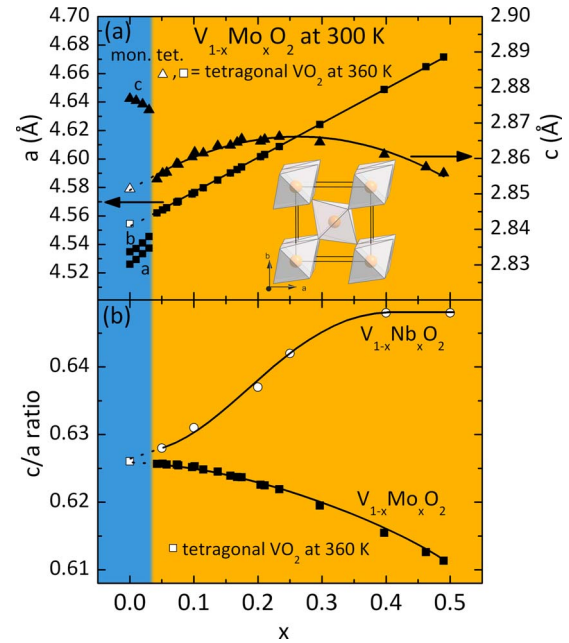 (a) V₁₋ₓMoₓO₂ at 300 K
mon. tet.
△ , □ = tetragonal VO₂ at 360 K
c
b
a
a (Å)
4.70
4.68
4.66
4.64
4.62
4.60
4.58
4.56
4.54
4.52
c (Å)
2.90
2.89
2.88
2.87
2.86
2.85
2.84
2.83
b
a
(b)
V₁₋ₓNbₓO₂
V₁₋ₓMoₓO₂
□ tetragonal VO₂ at 360 K
c/a ratio
0.64
0.63
0.62
0.61
0.0 0.1 0.2 0.3 0.4 0.5
x